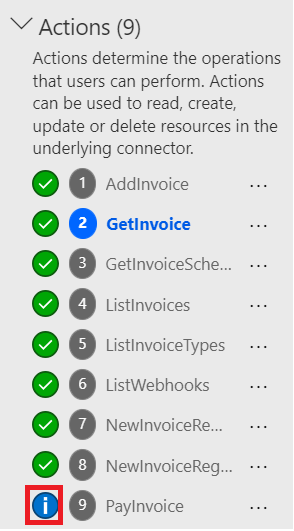 Actions (9)
Actions determine the operations
that users can perform. Actions
can be used to read, create,
update or delete resources in the
underlying connector.
1 AddInvoice ...
2 GetInvoice ...
3 GetInvoiceSche... ...
4 ListInvoices ...
5 ListInvoiceTypes ...
6 ListWebhooks ...
7 NewInvoiceRe... ...
8 NewInvoiceReg... ...
i 9 PayInvoice ...